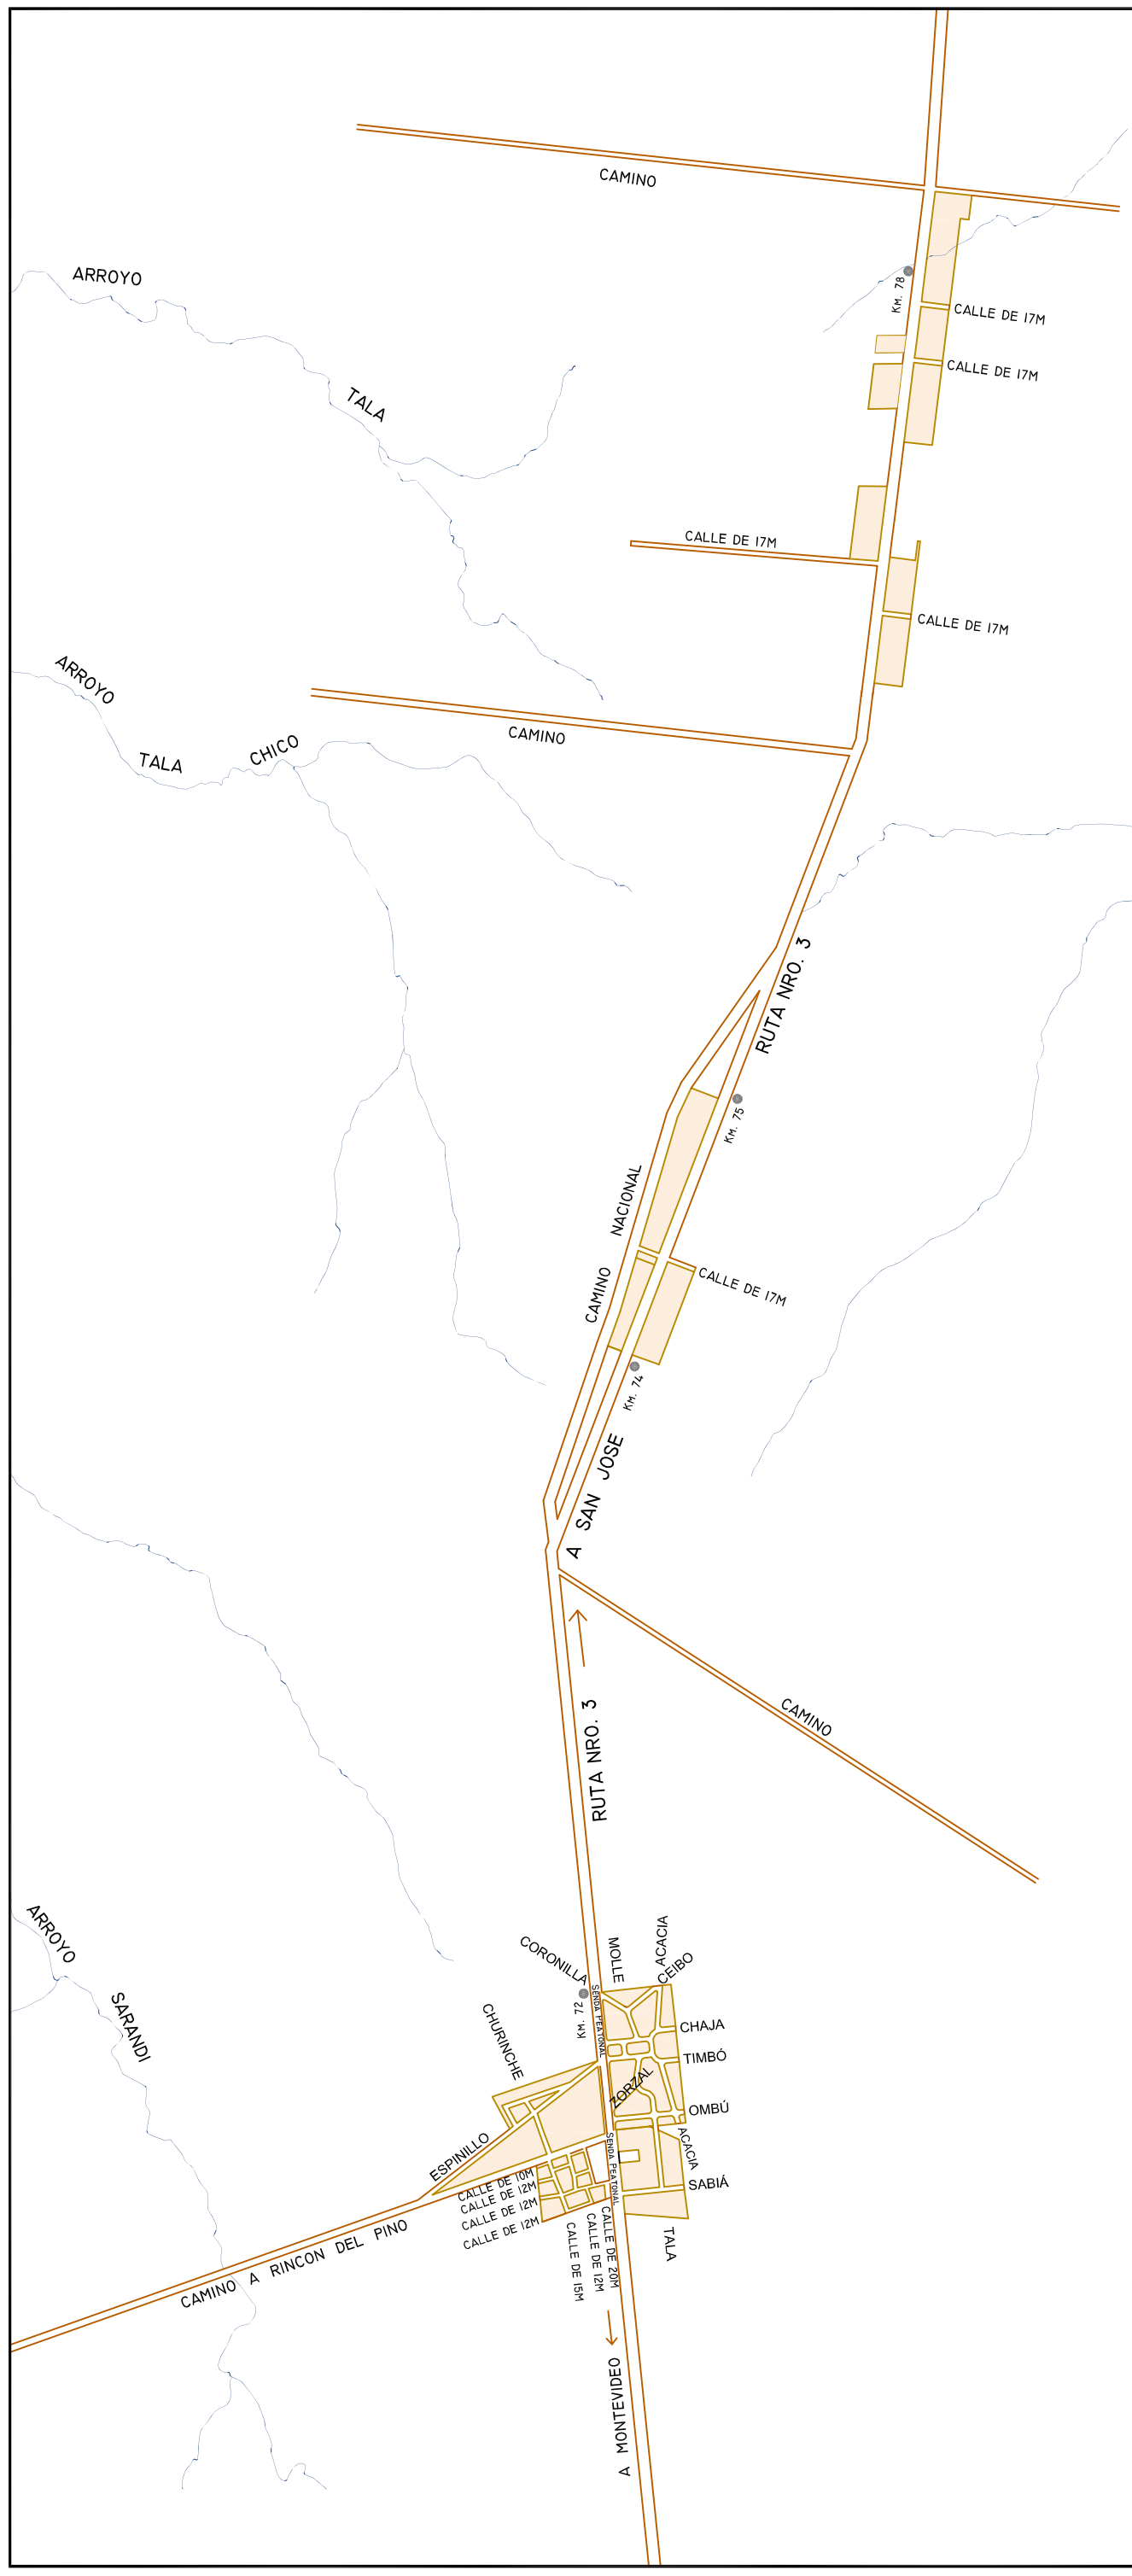 CAMINO
ARROYO
KM. 78
CALLE DE 17M
CALLE DE 17M
TALA
CALLE DE 17M
CALLE DE 17M
ARROYO
TALA
CHICO
CAMINO
RUTA NRO. 3
KM. 75
NACIONAL
CAMINO
CALLE DE 17M
KM. 74
A SAN JOSE
CAMINO
RUTA NRO. 3
ARROYO
SARANDI
CORONILLA
MOLLE
ACACIA
CEIBO
KM. 72
SENDA PEATONAL
CHURINCHE
CHAJA
TIMBÓ
ZORZAL
OMBÚ
ESPINILLO
SENDA PEATONAL
ACACIA
SABIÁ
CALLE DE 10M
CALLE DE 12M
CALLE DE 12M
CALLE DE 12M
CALLE DE 15M
CALLE DE 12M
CALLE DE 20M
TALA
CAMINO A RINCON DEL PINO
A MONTEVIDEO